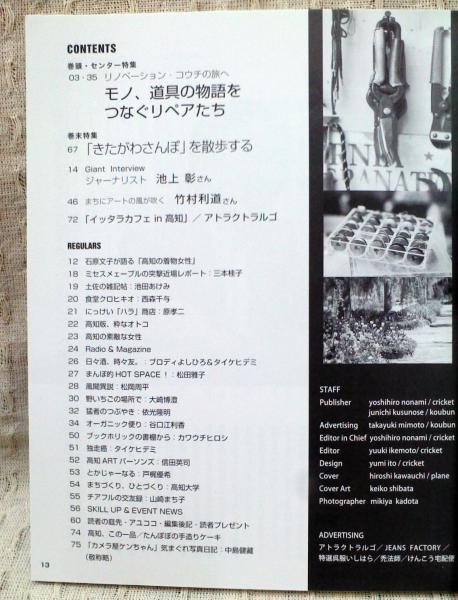 CONTENTS
巻頭・センター特集
03・35 リノベーション・コウチの旅へ
モノ、道具の物語を
つなぐリペアたち
巻末特集
67 「きたがわさんぽ」を散歩する
14 Giant Interview
ジャーナリスト 池上 彰さん
46 まちにアートの風が吹く 竹村利道さん
72 「イッタラカフェ in 高知」／アトラクトラルゴ
REGULARS
12 石原文子が語る「高知の着物女性」
18 ミセスメェーブルの突撃近場レポート：三本桂子
19 土佐の雑記帖：池田あけみ
20 食堂クロヒキオ：西森千与
21 にっけい「ハラ」商店：原孝二
22 高知版、粋なオトコ
23 高知の素敵な女性
24 Radio & Magazine
26 日々酒、時々友。：プロディよしひろ＆タイケヒデミ
27 まんぼ的 HOT SPACE！：松田雅子
28 風聞異説：松岡周平
30 野いちごの場所で：大崎博澄
32 猛者のつぶやき：依光隆明
34 オーガニック便り：谷口江利香
50 ブックホリックの書棚から：カワウチヒロシ
51 独走癌：タイケヒデミ
52 高知 ART パーソンズ：信田英司
53 とかじゃーなる：戸梶優希
54 まちづくり、ひとづくり：高知大学
55 チアフルの交友録：山崎まち子
56 SKILL UP & EVENT NEWS
60 読者の庭先・アユココ・編集後記・読者プレゼント
74 高知、この一品／たんぽぽの手造りケーキ
75 「カメラ屋ケンちゃん」気まぐれ写真日記：中島健蔵
（敬称略）
13
STAFF
Publisher yoshihiro nonami / cricket
junichi kusunose / koubun
Advertising takayuki mimoto / koubun
Editor in Chief yoshihiro nonami / cricket
Editor yuuki ikemoto / cricket
Design yumi ito / cricket
Cover hiroshi kawauchi / plane
Cover Art keiko shibata
Photographer mikiya kadota
ADVERTISING
アトラクトラルゴ／JEANS FACTORY／
特選呉服いしはら／禿法師／けんこう宅配便